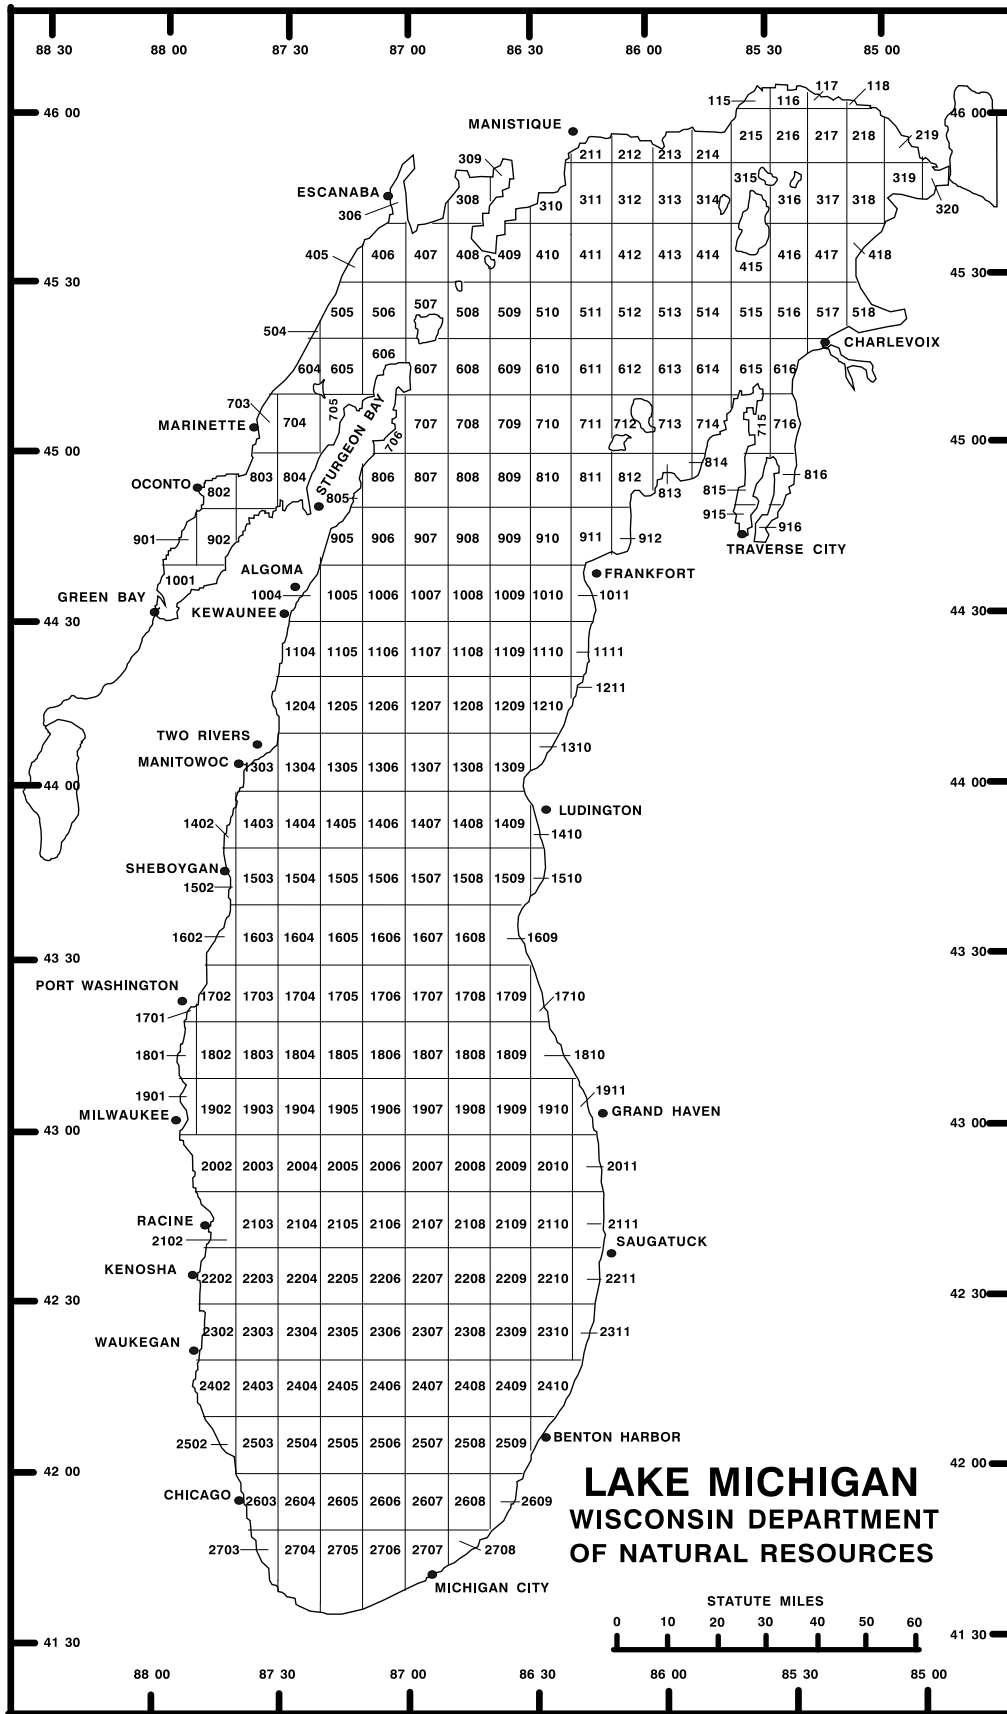 88 30 88 00 87 30 87 00 86 30 86 00 85 30 85 00
117 118
115 116
46 00 46 00
MANISTIQUE 215 216 217 218 219
309 211 212 213 214
315 319
ESCANABA 308 310 311 312 313 314 316 317 318 320
306
405 406 407 408 409 410 411 412 413 414 415 416 417 418
45 30 45 30
507
504 505 506 508 509 510 511 512 513 514 515 516 517 518
CHARLEVOIX
606
604 605 607 608 609 610 611 612 613 614 615 616
703 705
MARINETTE 704 STURGEON BAY 706 707 708 709 710 711 712 713 714 715 716
45 00 45 00
OCONTO 802 803 804 805 806 807 808 809 810 811 812 813 814 815 816
901 902 905 906 907 908 909 910 911 912 915 916
TRAVERSE CITY
1001 ALGOMA FRANKFORT
GREEN BAY 1004 1005 1006 1007 1008 1009 1010 1011
KEWAUNEE
44 30 44 30
1104 1105 1106 1107 1108 1109 1110 1111
1211
1204 1205 1206 1207 1208 1209 1210
TWO RIVERS 1310
MANITOWOC 1303 1304 1305 1306 1307 1308 1309
44 00 44 00
LUDINGTON
1402 1403 1404 1405 1406 1407 1408 1409 1410
SHEBOYGAN
1502 1503 1504 1505 1506 1507 1508 1509 1510
1602 1603 1604 1605 1606 1607 1608 1609
43 30 43 30
PORT WASHINGTON
1702 1703 1704 1705 1706 1707 1708 1709 1710
1701
1801 1802 1803 1804 1805 1806 1807 1808 1809 1810
1901 1911
MILWAUKEE 1902 1903 1904 1905 1906 1907 1908 1909 1910 GRAND HAVEN
43 00 43 00
2002 2003 2004 2005 2006 2007 2008 2009 2010 2011
RACINE 2103 2104 2105 2106 2107 2108 2109 2110 2111
2102 SAUGATUCK
KENOSHA 2202 2203 2204 2205 2206 2207 2208 2209 2210 2211
42 30 42 30
2302 2303 2304 2305 2306 2307 2308 2309 2310 2311
WAUKEGAN
2402 2403 2404 2405 2406 2407 2408 2409 2410
2502 2503 2504 2505 2506 2507 2508 2509 BENTON HARBOR
42 00 42 00
LAKE MICHIGAN
CHICAGO 2603 2604 2605 2606 2607 2608 2609
WISCONSIN DEPARTMENT
2703 2704 2705 2706 2707 2708
OF NATURAL RESOURCES
MICHIGAN CITY
STATUTE MILES
0 10 20 30 40 50 60
41 30 41 30
88 00 87 30 87 00 86 30 86 00 85 30 85 00